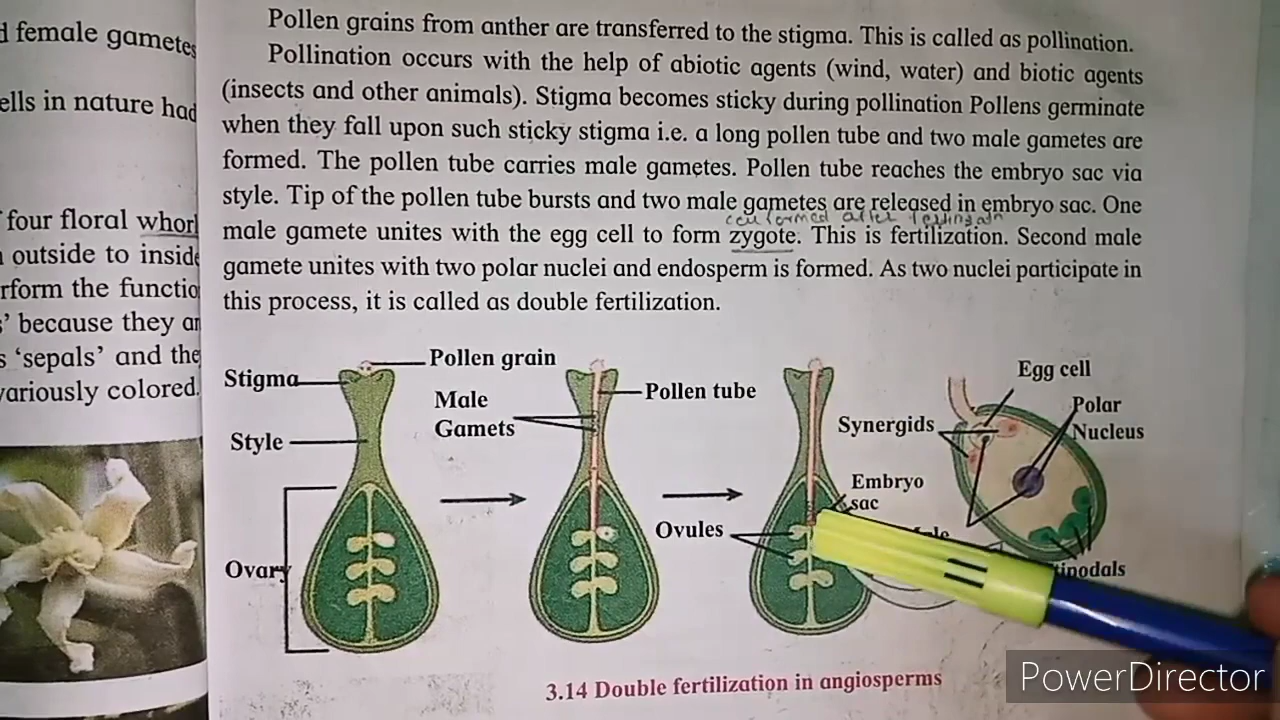 d female gametes
ells in nature had
four floral whorl
outside to inside
rform the functio
' because they ar
s 'sepals' and the
variously colored.
Pollen grains from anther are transferred to the stigma. This is called as pollination.
Pollination occurs with the help of abiotic agents (wind, water) and biotic agents
(insects and other animals). Stigma becomes sticky during pollination Pollens germinate
when they fall upon such sticky stigma i.e. a long pollen tube and two male gametes are
formed. The pollen tube carries male gametes. Pollen tube reaches the embryo sac via
style. Tip of the pollen tube bursts and two male gametes are released in embryo sac. One
formed after
male gamete unites with the egg cell to form zygote. This is fertilization. Second male
gamete unites with two polar nuclei and endosperm is formed. As two nuclei participate in
this process, it is called as double fertilization.
Stigma
Pollen grain
Style
Ovary
Male
Gamets
Pollen tube
Ovules
Embryo
sac
Synergids
Egg cell
Polar
Nucleus
tinodals
3.14 Double fertilization in angiosperms
PowerDirector